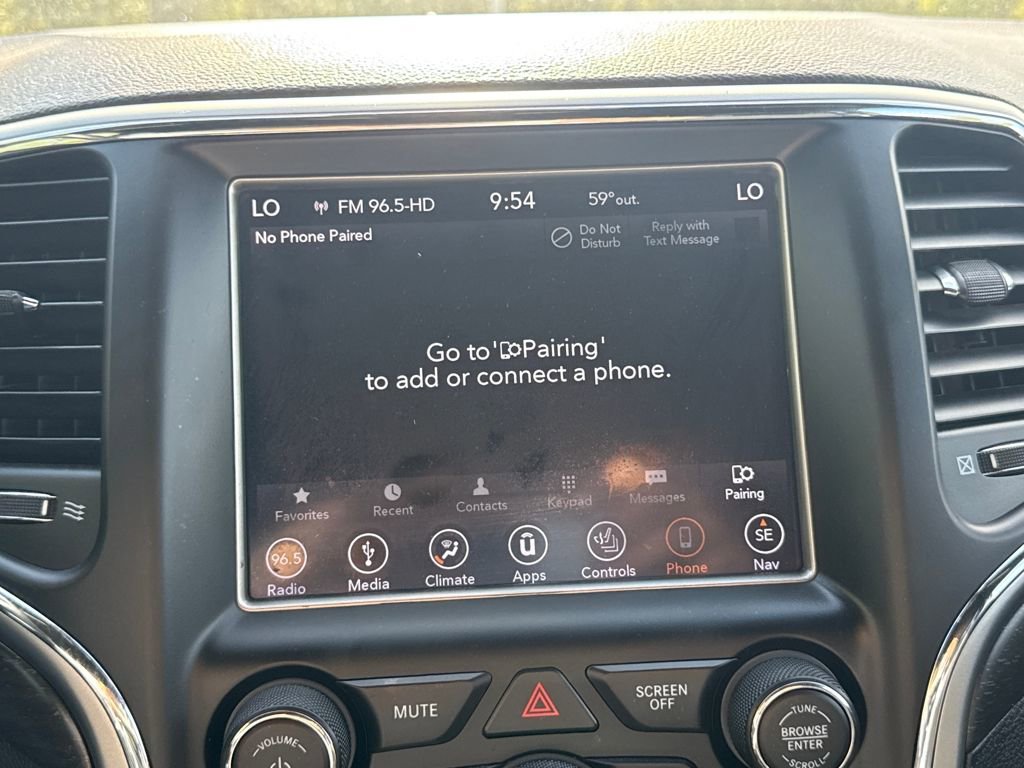 LO FM 96.5-HD 9:54 59°out. LO
No Phone Paired
Do Not
Disturb
Reply with
Text Message
Go to 'Pairing'
to add or connect a phone.
Favorites Recent Contacts Keypad Messages Pairing
96.5 SE
Radio Media Climate Apps Controls Phone Nav
MUTE
SCREEN
OFF
VOLUME
TUNE
BROWSE
ENTER
SCROLL